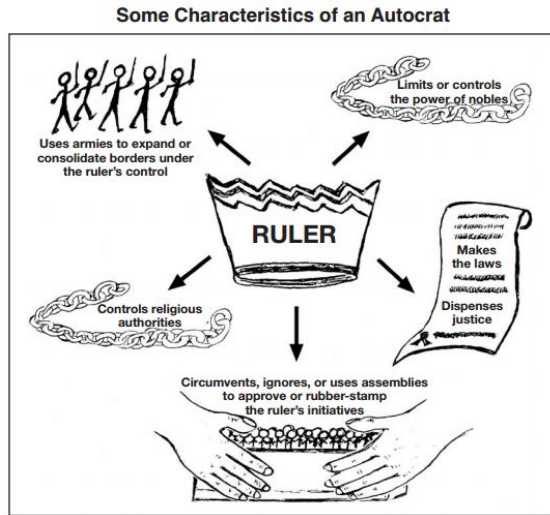 Some Characteristics of an Autocrat
Uses armies to expand or
consolidate borders under
the ruler's control
Limits or controls
the power of nobles
RULER
Makes
the laws
Dispenses
justice
Controls religious
authorities
Circumvents, ignores, or uses assemblies
to approve or rubber-stamp
the ruler's initiatives